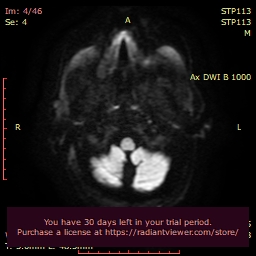 Im: 4/46
Se: 4
A
STP113
STP113
M
Ax DWI B 1000
R
L
You have 30 days left in your trial period.
Purchase a license at https://radiantviewer.com/store/